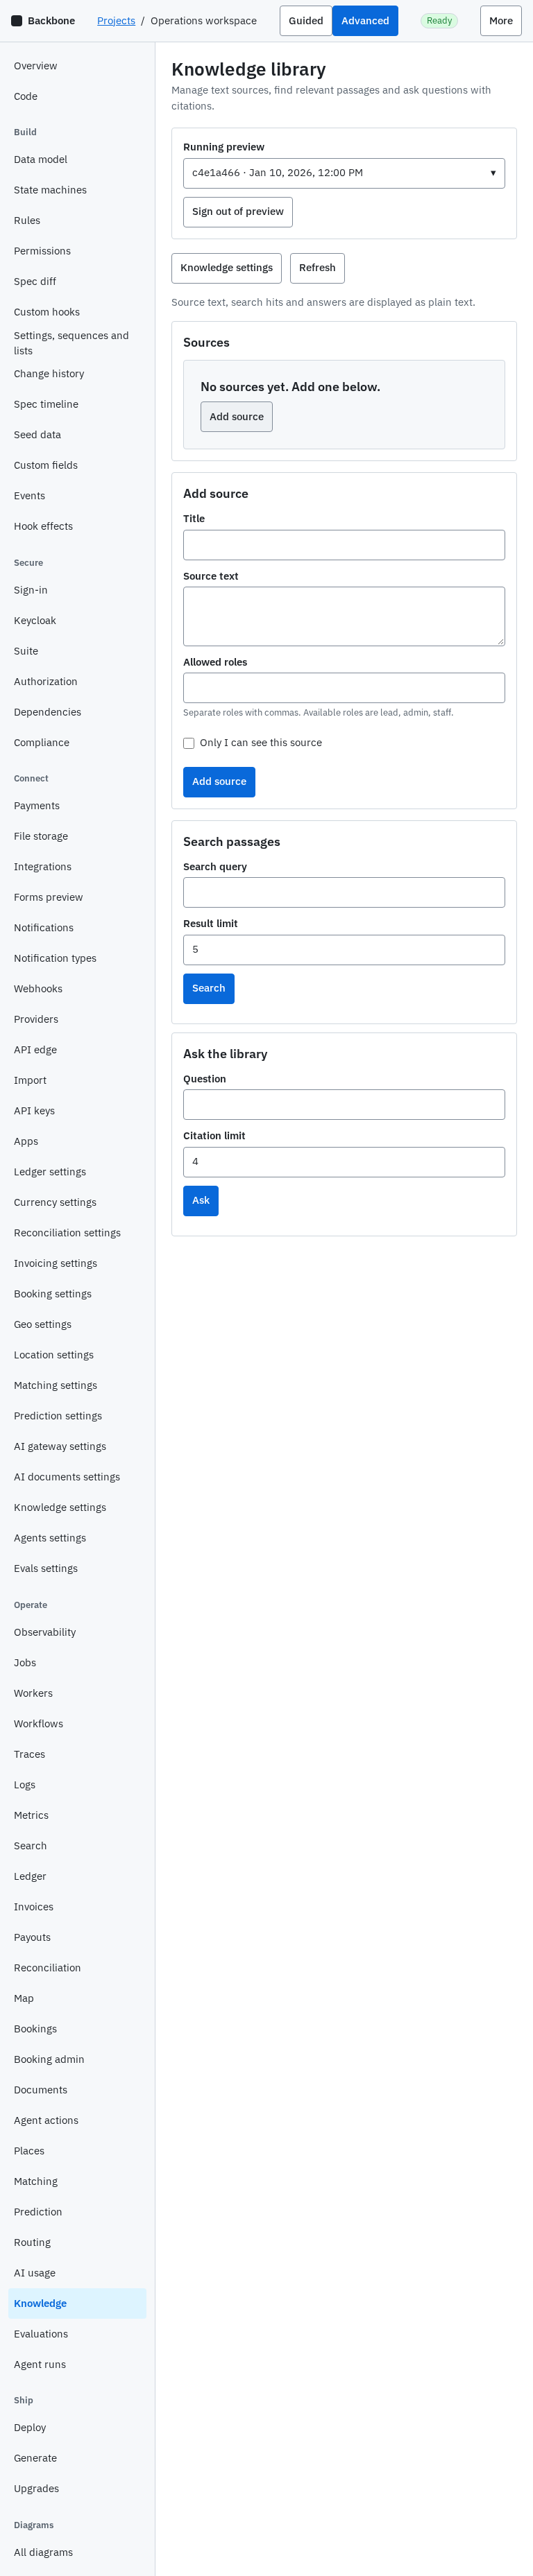 Backbone
Projects / Operations workspace
Guided
Advanced
Ready
More
Overview
Code
Build
Data model
State machines
Rules
Permissions
Spec diff
Custom hooks
Settings, sequences and
lists
Change history
Spec timeline
Seed data
Custom fields
Events
Hook effects
Secure
Sign-in
Keycloak
Suite
Authorization
Dependencies
Compliance
Connect
Payments
File storage
Integrations
Forms preview
Notifications
Notification types
Webhooks
Providers
API edge
Import
API keys
Apps
Ledger settings
Currency settings
Reconciliation settings
Invoicing settings
Booking settings
Geo settings
Location settings
Matching settings
Prediction settings
AI gateway settings
AI documents settings
Knowledge settings
Agents settings
Evals settings
Operate
Observability
Jobs
Workers
Workflows
Traces
Logs
Metrics
Search
Ledger
Invoices
Payouts
Reconciliation
Map
Bookings
Booking admin
Documents
Agent actions
Places
Matching
Prediction
Routing
AI usage
Knowledge
Evaluations
Agent runs
Ship
Deploy
Generate
Upgrades
Diagrams
All diagrams
Knowledge library
Manage text sources, find relevant passages and ask questions with
citations.
Running preview
c4e1a466 · Jan 10, 2026, 12:00 PM
Sign out of preview
Knowledge settings
Refresh
Source text, search hits and answers are displayed as plain text.
Sources
No sources yet. Add one below.
Add source
Add source
Title
Source text
Allowed roles
Separate roles with commas. Available roles are lead, admin, staff.
Only I can see this source
Add source
Search passages
Search query
Result limit
5
Search
Ask the library
Question
Citation limit
4
Ask